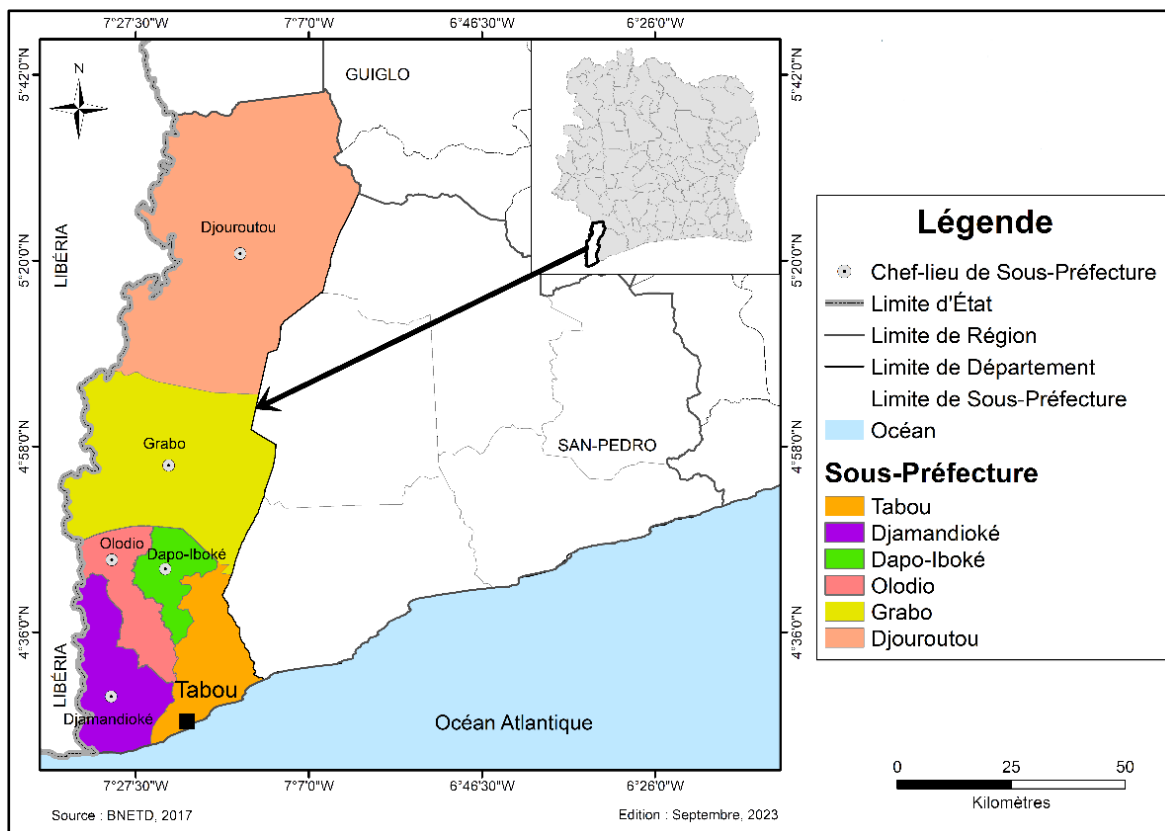 7°27'30"W 7°7'0"W 6°46'30"W 6°26'0"W
5°42'0"N
5°20'0"N
4°58'0"N
4°36'0"N
N
GUIGLO
LIBÉRIA
Djouroutou
Grabo
SAN-PEDRO
Olodio
Dapo-Iboké
LIBÉRIA
Tabou
Djamandioké
Océan Atlantique
5°42'0"N
5°20'0"N
4°58'0"N
4°36'0"N
7°27'30"W 7°7'0"W 6°46'30"W 6°26'0"W
Source : BNETD, 2017
Edition : Septembre, 2023
Légende
Chef-lieu de Sous-Préfecture
Limite d'État
Limite de Région
Limite de Département
Limite de Sous-Préfecture
Océan
Sous-Préfecture
Tabou
Djamandioké
Dapo-Iboké
Olodio
Grabo
Djouroutou
0 25 50
Kilomètres